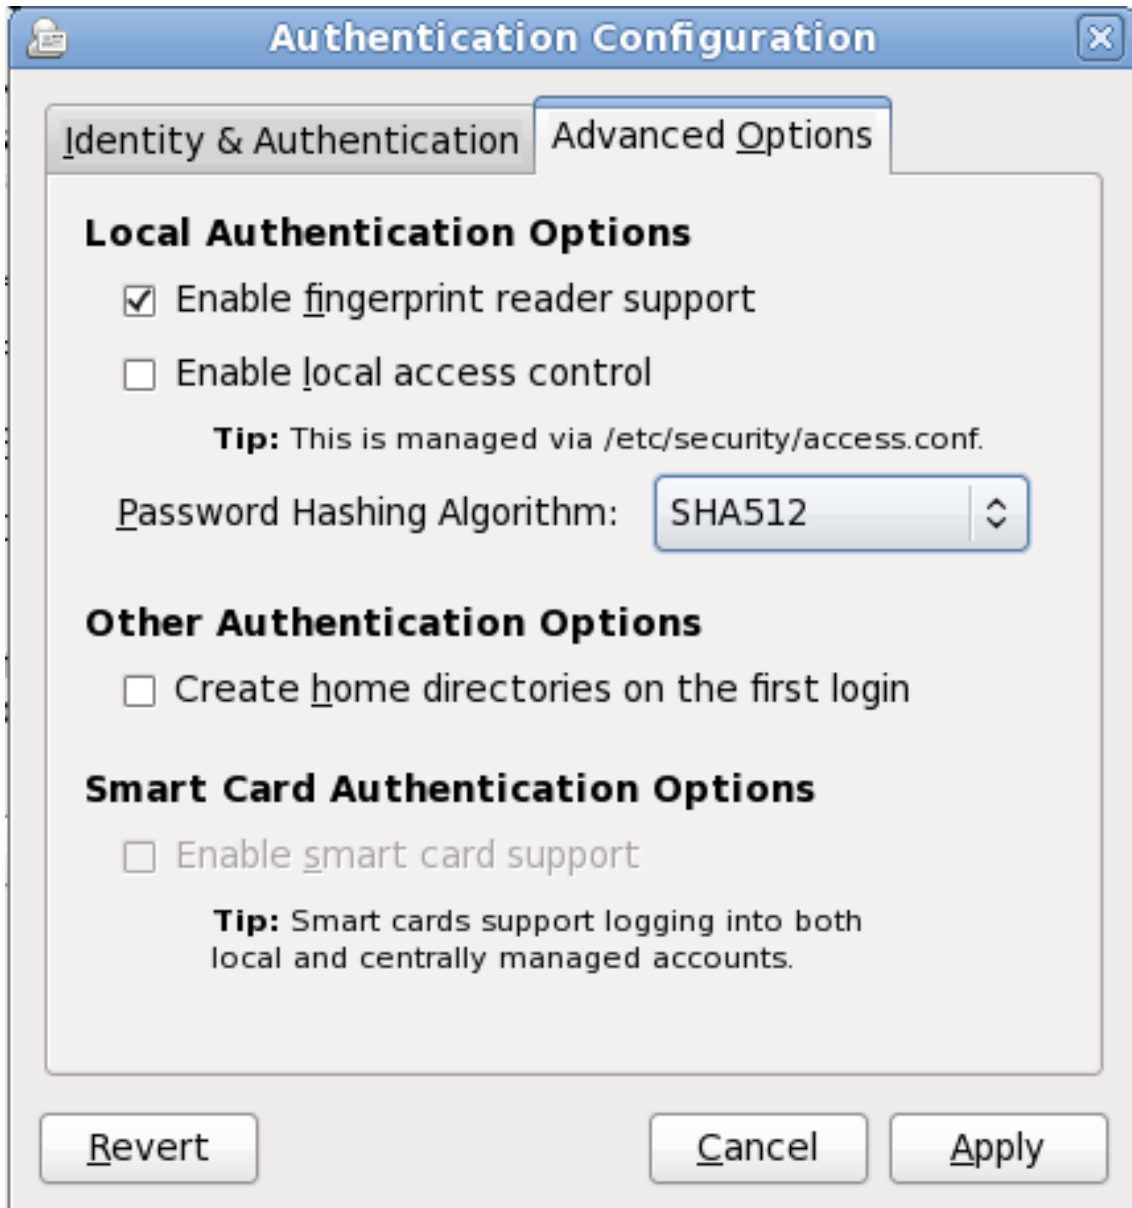 Authentication Configuration
Identity & Authentication
Advanced Options
Local Authentication Options
Enable fingerprint reader support
Enable local access control
Tip: This is managed via /etc/security/access.conf.
Password Hashing Algorithm: SHA512
Other Authentication Options
Create home directories on the first login
Smart Card Authentication Options
Enable smart card support
Tip: Smart cards support logging into both
local and centrally managed accounts.
Revert
Cancel
Apply